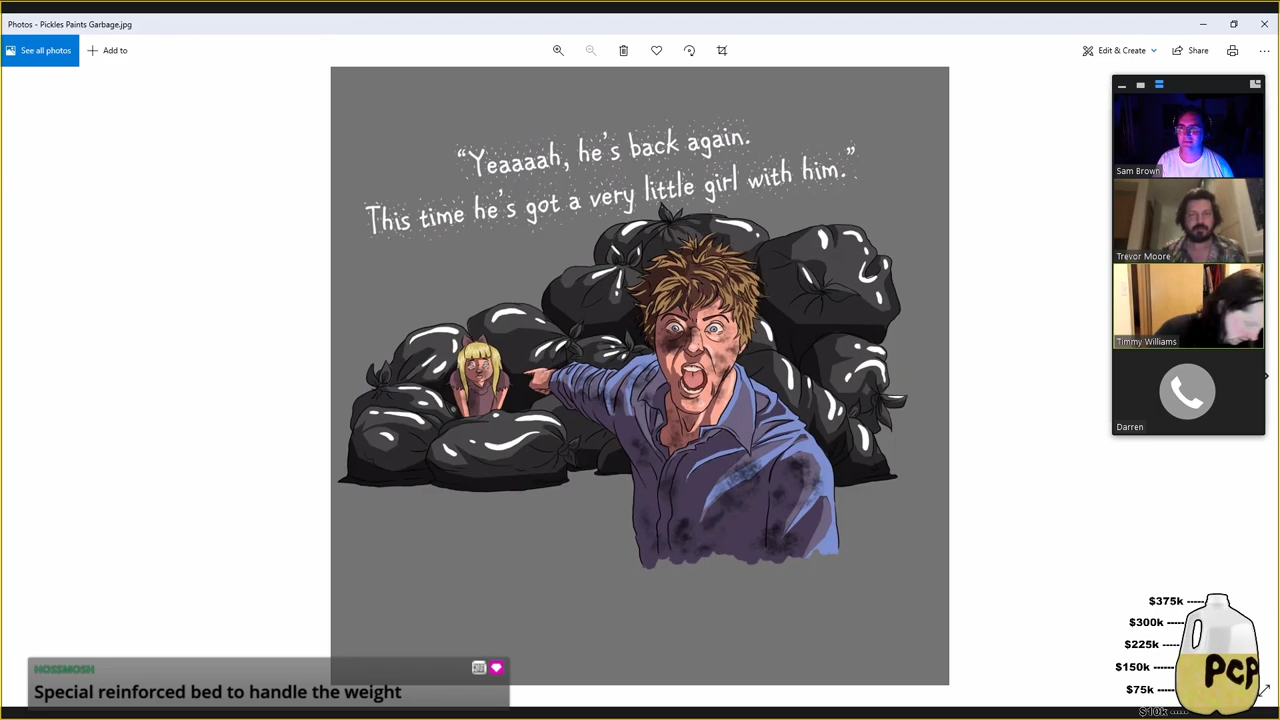 Photos - Pickles Paints Garbage.jpg
See all photos
Add to
Edit & Create
Share
“Yeaaaah, he's back again.
This time he's got a very little girl with him.”
Sam Brown
Trevor Moore
Timmy Williams
Darren
$375k -----
$300k -----
$225k -----
$150k -----
$75k -----
$10k -----
PCP
HOSSMOSH
Special reinforced bed to handle the weight